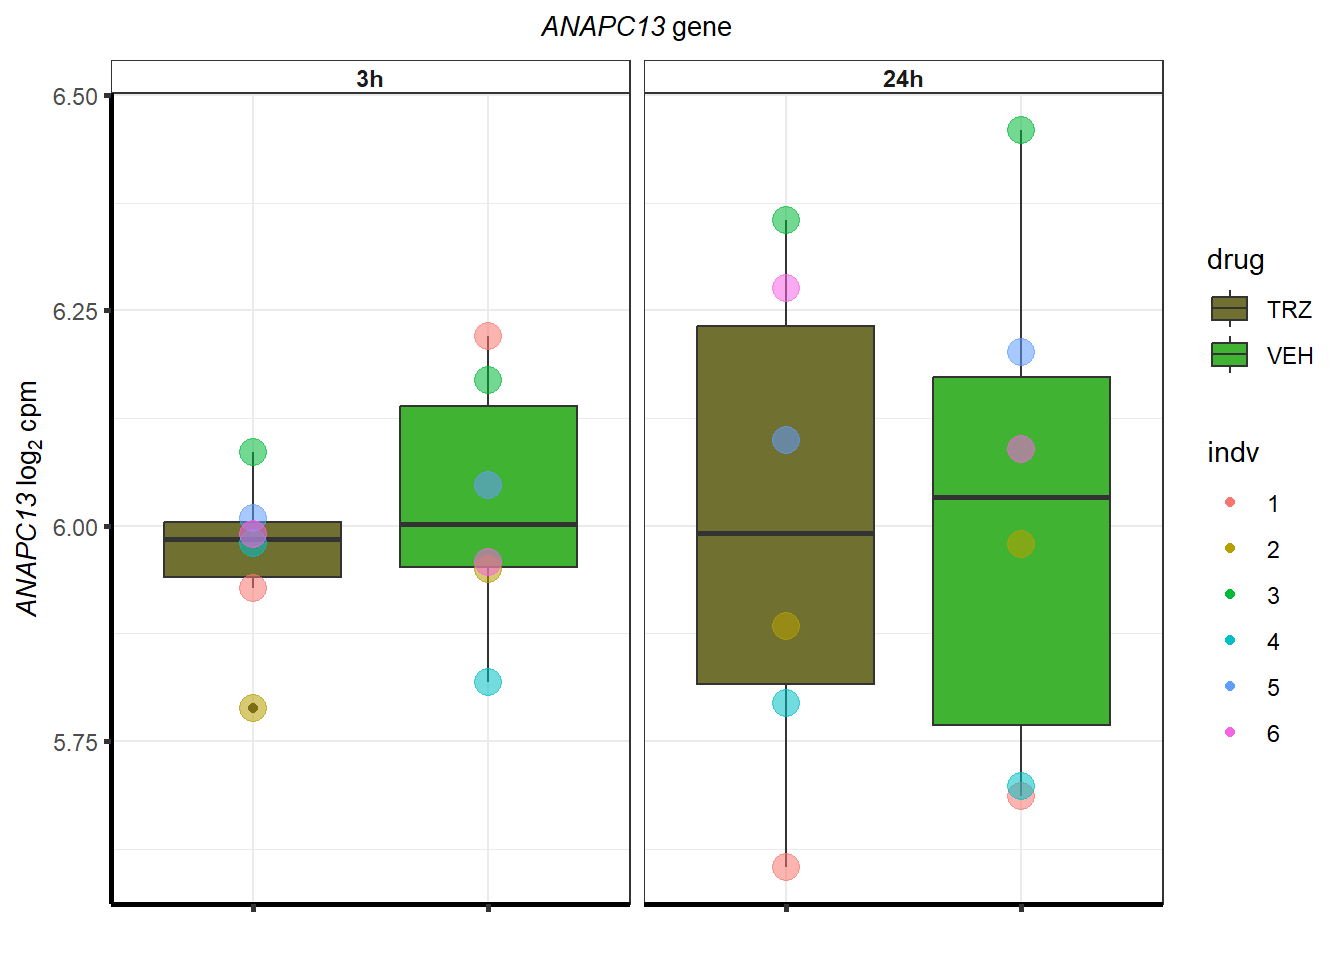 ANAPC13 gene
3h
24h
6.50
6.25
6.00
5.75
ANAPC13 log₂ cpm
drug
TRZ
VEH
indv
1
2
3
4
5
6